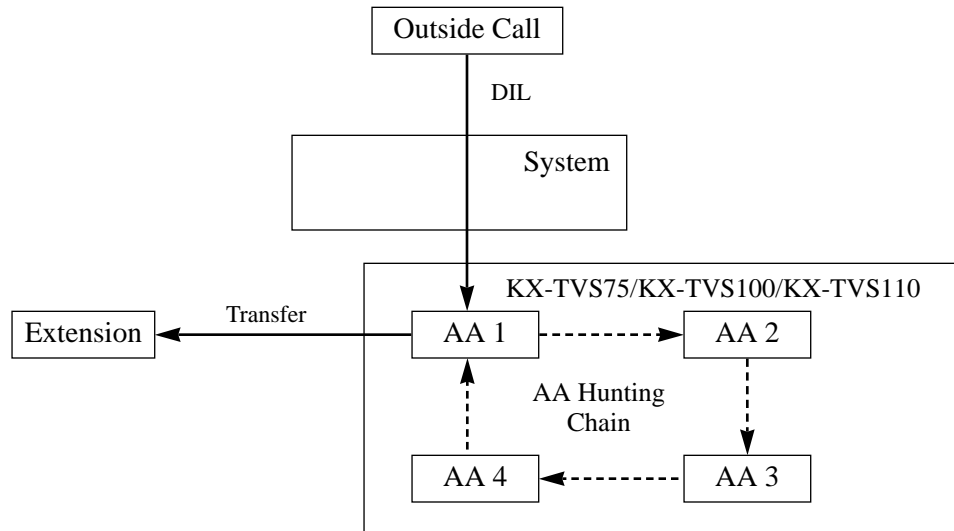 Outside Call
DIL
System
KX-TVS75/KX-TVS100/KX-TVS110
Extension
Transfer
AA 1
AA 2
AA Hunting
Chain
AA 4
AA 3